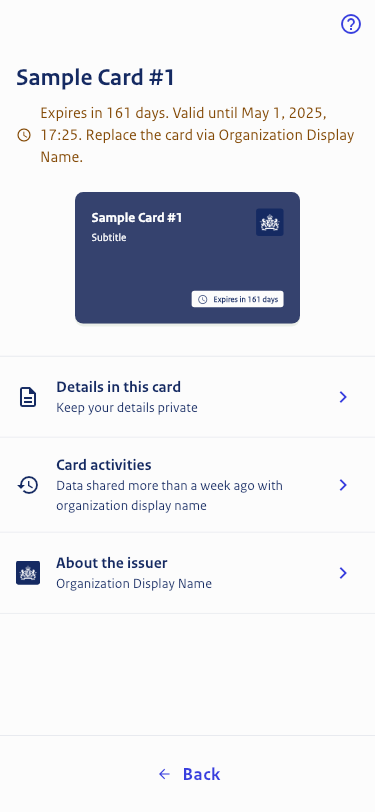 Sample Card #1
Expires in 161 days. Valid until May 1, 2025,
17:25. Replace the card via Organization Display
Name.
Sample Card #1
Subtitle
Expires in 161 days
Details in this card
Keep your details private
Card activities
Data shared more than a week ago with
organization display name
About the issuer
Organization Display Name
Back